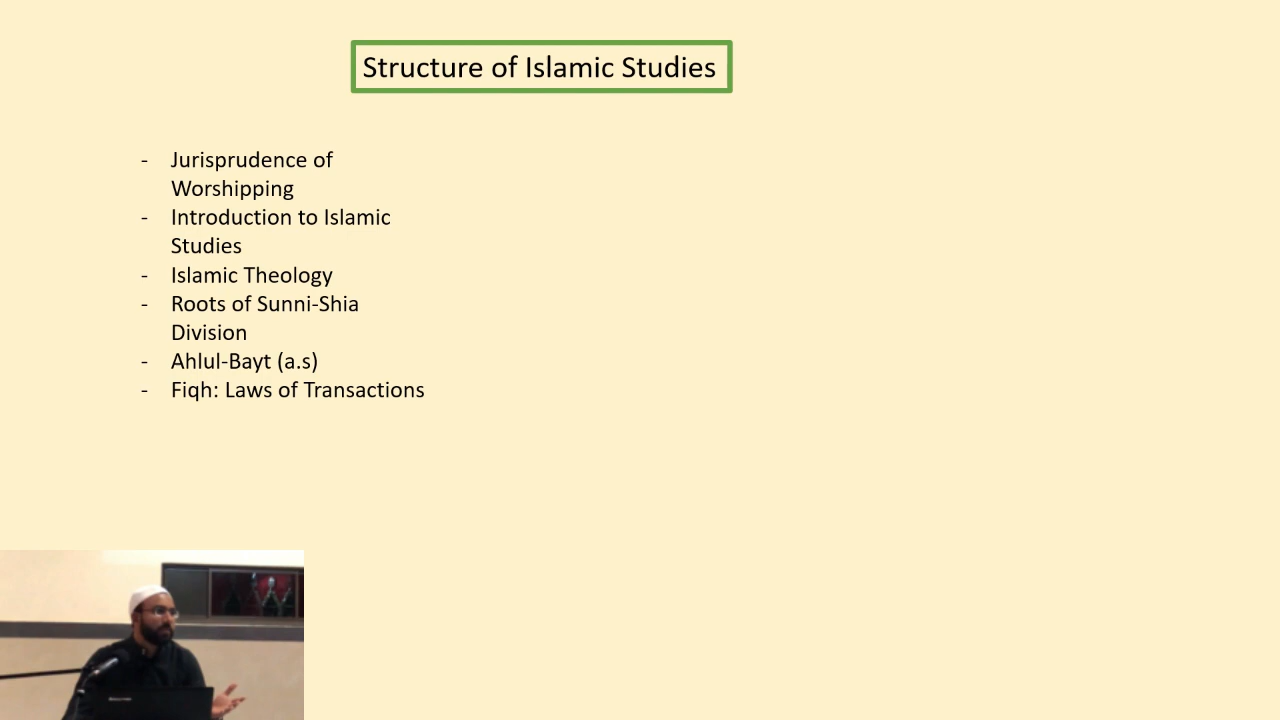 Structure of Islamic Studies
- Jurisprudence of
Worshipping
- Introduction to Islamic
Studies
- Islamic Theology
- Roots of Sunni-Shia
Division
- Ahlul-Bayt (a.s)
- Fiqh: Laws of Transactions